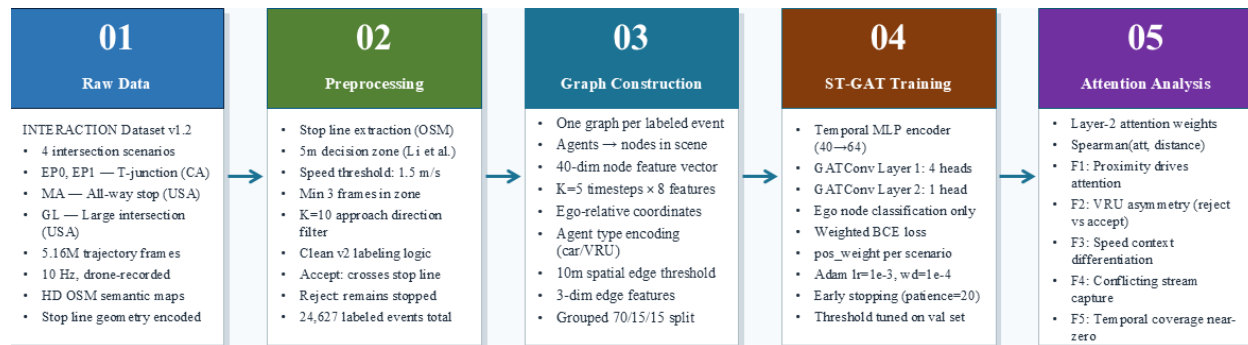 01
Raw Data
INTERACTION Dataset v1.2
• 4 intersection scenarios
• EP0, EP1 — T-junction (CA)
• MA — All-way stop (USA)
• GL — Large intersection
(USA)
• 5.16M trajectory frames
• 10 Hz, drone-recorded
• HD OSM semantic maps
• Stop line geometry encoded
02
Preprocessing
• Stop line extraction (OSM)
• 5m decision zone (Li et al.)
• Speed threshold: 1.5 m/s
• Min 3 frames in zone
• K=10 approach direction
filter
• Clean v2 labeling logic
• Accept: crosses stop line
• Reject: remains stopped
• 24,627 labeled events total
03
Graph Construction
• One graph per labeled event
• Agents → nodes in scene
• 40-dim node feature vector
• K=5 timesteps × 8 features
• Ego-relative coordinates
• Agent type encoding
(car/VRU)
• 10m spatial edge threshold
• 3-dim edge features
• Grouped 70/15/15 split
04
ST-GAT Training
• Temporal MLP encoder
(40→64)
• GATConv Layer 1: 4 heads
• GATConv Layer 2: 1 head
• Ego node classification only
• Weighted BCE loss
• pos_weight per scenario
• Adam lr=1e-3, wd=1e-4
• Early stopping (patience=20)
• Threshold tuned on val set
05
Attention Analysis
• Layer-2 attention weights
• Spearman(att, distance)
• F1: Proximity drives
attention
• F2: VRU asymmetry (reject
vs accept)
• F3: Speed context
differentiation
• F4: Conflicting stream
capture
• F5: Temporal coverage near-
zero